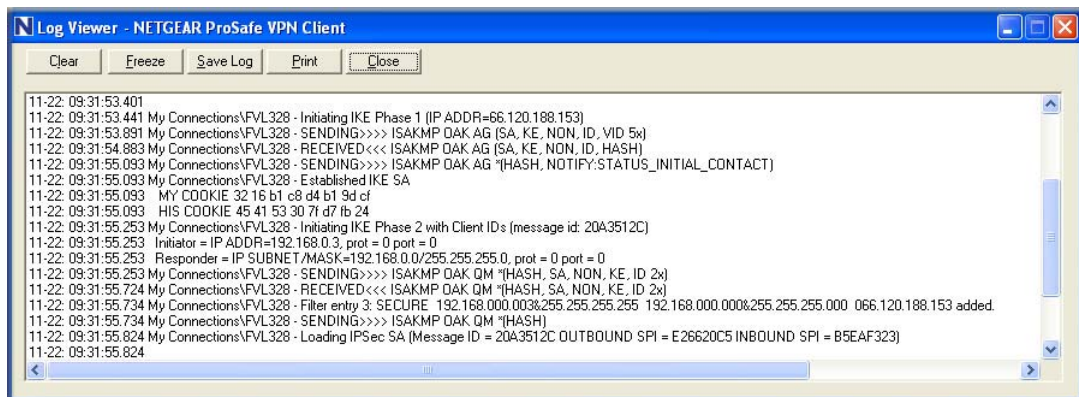 N Log Viewer - NETGEAR ProSafe VPN Client
Clear Freeze Save Log Print Close
11-22: 09:31:53.401
11-22: 09:31:53.441 My Connections\FVL328 - Initiating IKE Phase 1 (IP ADDR=66.120.188.153)
11-22: 09:31:53.891 My Connections\FVL328 - SENDING>>>> ISAKMP OAK AG (SA, KE, NON, ID, VID 5x)
11-22: 09:31:54.883 My Connections\FVL328 - RECEIVED<<< ISAKMP OAK AG (SA, KE, NON, ID, HASH)
11-22: 09:31:55.093 My Connections\FVL328 - SENDING>>>> ISAKMP OAK AG *(HASH, NOTIFY:STATUS_INITIAL_CONTACT)
11-22: 09:31:55.093 My Connections\FVL328 - Established IKE SA
11-22: 09:31:55.093 MY COOKIE 32 16 b1 c8 d4 b1 9d cf
11-22: 09:31:55.093 HIS COOKIE 45 41 53 30 7f d7 fb 24
11-22: 09:31:55.253 My Connections\FVL328 - Initiating IKE Phase 2 with Client IDs (message id: 20A3512C)
11-22: 09:31:55.253 Initiator = IP ADDR=192.168.0.3, prot = 0 port = 0
11-22: 09:31:55.253 Responder = IP SUBNET/MASK=192.168.0.0/255.255.255.0, prot = 0 port = 0
11-22: 09:31:55.253 My Connections\FVL328 - SENDING>>>> ISAKMP OAK QM *(HASH, SA, NON, KE, ID 2x)
11-22: 09:31:55.724 My Connections\FVL328 - RECEIVED<<< ISAKMP OAK QM *(HASH, SA, NON, KE, ID 2x)
11-22: 09:31:55.734 My Connections\FVL328 - Filter entry 3: SECURE 192.168.000.003&255.255.255.255 192.168.000.000&255.255.255.000 066.120.188.153 added.
11-22: 09:31:55.734 My Connections\FVL328 - SENDING>>>> ISAKMP OAK QM *(HASH)
11-22: 09:31:55.824 My Connections\FVL328 - Loading IPSec SA (Message ID = 20A3512C OUTBOUND SPI = E26620C5 INBOUND SPI = B5EAF323)
11-22: 09:31:55.824